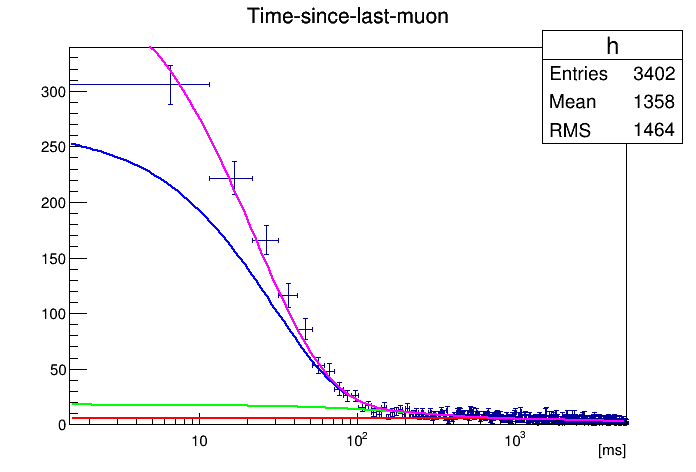 Time-since-last-muon
h
Entries 3402
Mean 1358
RMS 1464
300
250
200
150
100
50
0
10 10² 10³
[ms]